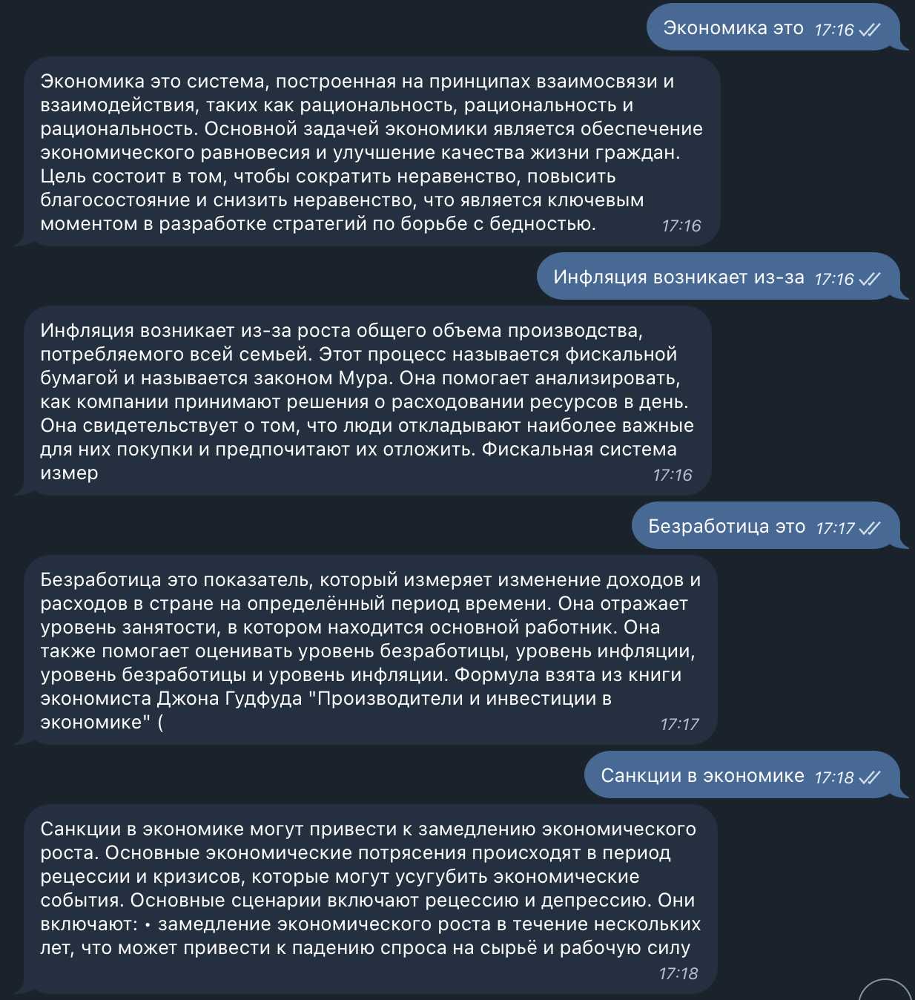 Экономика это 17:16
Экономика это система, построенная на принципах взаимосвязи и
взаимодействия, таких как рациональность, рациональность и
рациональность. Основной задачей экономики является обеспечение
экономического равновесия и улучшение качества жизни граждан.
Цель состоит в том, чтобы сократить неравенство, повысить
благосостояние и снизить неравенство, что является ключевым
моментом в разработке стратегий по борьбе с бедностью. 17:16
Инфляция возникает из-за 17:16
Инфляция возникает из-за роста общего объема производства,
потребляемого всей семьей. Этот процесс называется фискальной
бумагой и называется законом Мура. Она помогает анализировать,
как компании принимают решения о расходовании ресурсов в день.
Она свидетельствует о том, что люди откладывают наиболее важные
для них покупки и предпочитают их отложить. Фискальная система
измер 17:16
Безработица это 17:17
Безработица это показатель, который измеряет изменение доходов и
расходов в стране на определённый период времени. Она отражает
уровень занятости, в котором находится основной работник. Она
также помогает оценивать уровень безработицы, уровень инфляции,
уровень безработицы и уровень инфляции. Формула взята из книги
экономиста Джона Гудфуда "Производители и инвестиции в
экономике" ( 17:17
Санкции в экономике 17:18
Санкции в экономике могут привести к замедлению экономического
роста. Основные экономические потрясения происходят в период
рецессии и кризисов, которые могут усугубить экономические
события. Основные сценарии включают рецессию и депрессию. Они
включают: • замедление экономического роста в течение нескольких
лет, что может привести к падению спроса на сырьё и рабочую силу
17:18